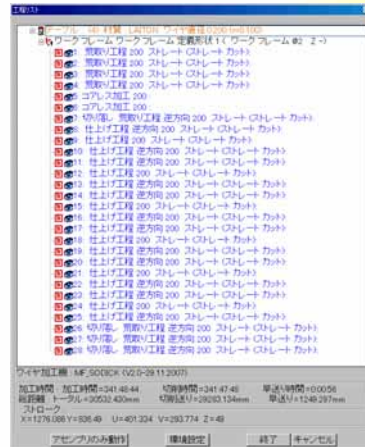 工程リスト
テーブル (4) 材質 LAITON ワイヤ直径0.200 (r=0.100)
ワークフレーム ワークフレーム 定義形状 1 ( ワークフレーム @2 Z -)
荒取り工程 200 ストレート (ストレート カット)
荒取り工程 200 ストレート (ストレート カット)
荒取り工程 200 ストレート (ストレート カット)
荒取り工程 200 ストレート (ストレート カット)
5 コアレス加工 200
6 コアレス加工 200
7 切り落し 荒取り工程 200 ストレート (ストレート カット)
8 仕上げ工程 逆方向 200 ストレート (ストレート カット)
9 仕上げ工程 200 ストレート (ストレート カット)
10 仕上げ工程 逆方向 200 ストレート (ストレート カット)
11 仕上げ工程 逆方向 200 ストレート (ストレート カット)
12 仕上げ工程 200 ストレート (ストレート カット)
13 仕上げ工程 逆方向 200 ストレート (ストレート カット)
14 仕上げ工程 逆方向 200 ストレート (ストレート カット)
15 仕上げ工程 200 ストレート (ストレート カット)
16 仕上げ工程 逆方向 200 ストレート (ストレート カット)
17 仕上げ工程 逆方向 200 ストレート (ストレート カット)
18 仕上げ工程 200 ストレート (ストレート カット)
19 仕上げ工程 逆方向 200 ストレート (ストレート カット)
20 仕上げ工程 逆方向 200 ストレート (ストレート カット)
21 仕上げ工程 200 ストレート (ストレート カット)
22 仕上げ工程 逆方向 200 ストレート (ストレート カット)
23 仕上げ工程 逆方向 200 ストレート (ストレート カット)
24 仕上げ工程 200 ストレート (ストレート カット)
25 仕上げ工程 逆方向 200 ストレート (ストレート カット)
26 切り落し 荒取り工程 逆方向 200 ストレート (ストレート カット)
27 切り落し 荒取り工程 200 ストレート (ストレート カット)
28 切り落し 荒取り工程 逆方向 200 ストレート (ストレート カット)
ワイヤ加工機 : MF_SODICK (V2.0-29.11.2007)
加工時間 : 加工時間=341:48:44 切削時間=341:47:48 早送り時間=0:00:56
総距離 トータル=30532.430mm 切削送り=29283.134mm 早送り=1249.297mm
ストローク
X=1276.086 Y=936.49 U=401.324 V=293.774 Z=49
アセンブリのみ動作 環境設定 終了 キャンセル